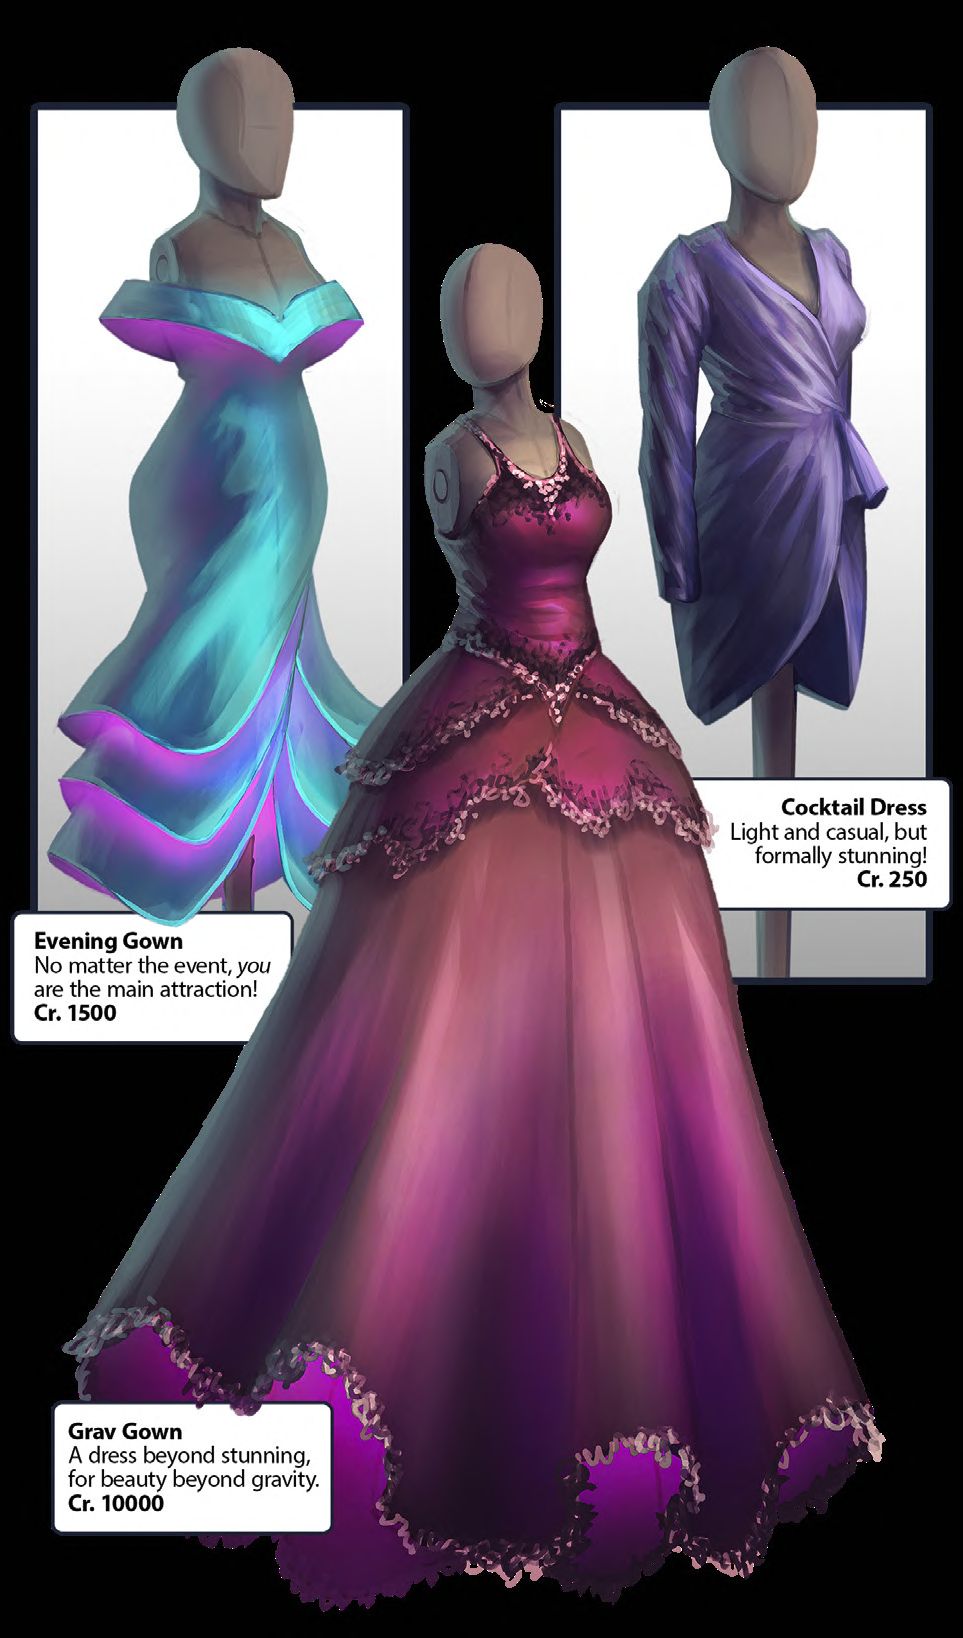 Cocktail Dress
Light and casual, but
formally stunning!
Cr. 250
Evening Gown
No matter the event, you
are the main attraction!
Cr. 1500
Grav Gown
A dress beyond stunning,
for beauty beyond gravity.
Cr. 10000